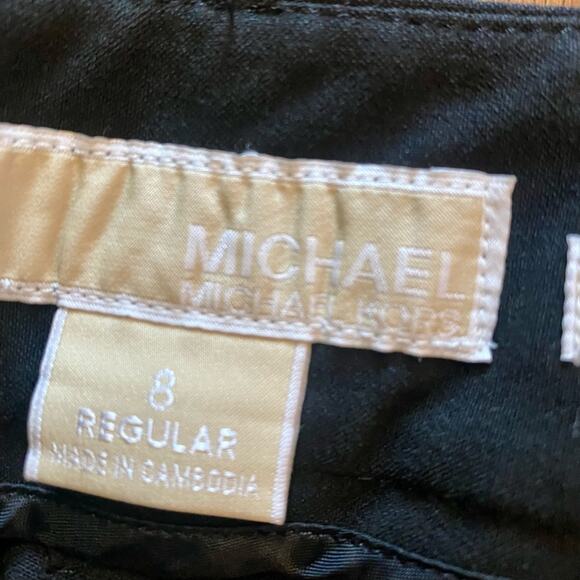 MICHAEL
MICHAEL KORS
8
REGULAR
MADE IN CAMBODIA